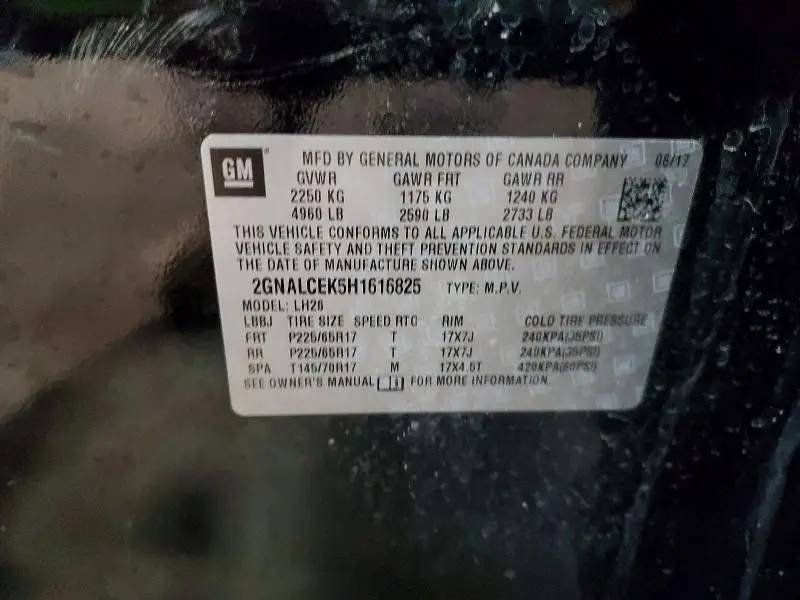 GM
MFD BY GENERAL MOTORS OF CANADA COMPANY 06/17
GVWR GAWR FRT GAWR RR
2250 KG 1175 KG 1240 KG
4960 LB 2590 LB 2733 LB
THIS VEHICLE CONFORMS TO ALL APPLICABLE U.S. FEDERAL MOTOR
VEHICLE SAFETY AND THEFT PREVENTION STANDARDS IN EFFECT ON
THE DATE OF MANUFACTURE SHOWN ABOVE.
2GNALCEK5H1616825 TYPE: M.P.V.
MODEL: LH26
LBBJ TIRE SIZE SPEED RTG RIM COLD TIRE PRESSURE
FRT P225/65R17 T 17X7J 240KPA(35PSI)
RR P225/65R17 T 17X7J 240KPA(35PSI)
SPA T145/70R17 M 17X4.5T 420KPA(60PSI)
SEE OWNER'S MANUAL FOR MORE INFORMATION